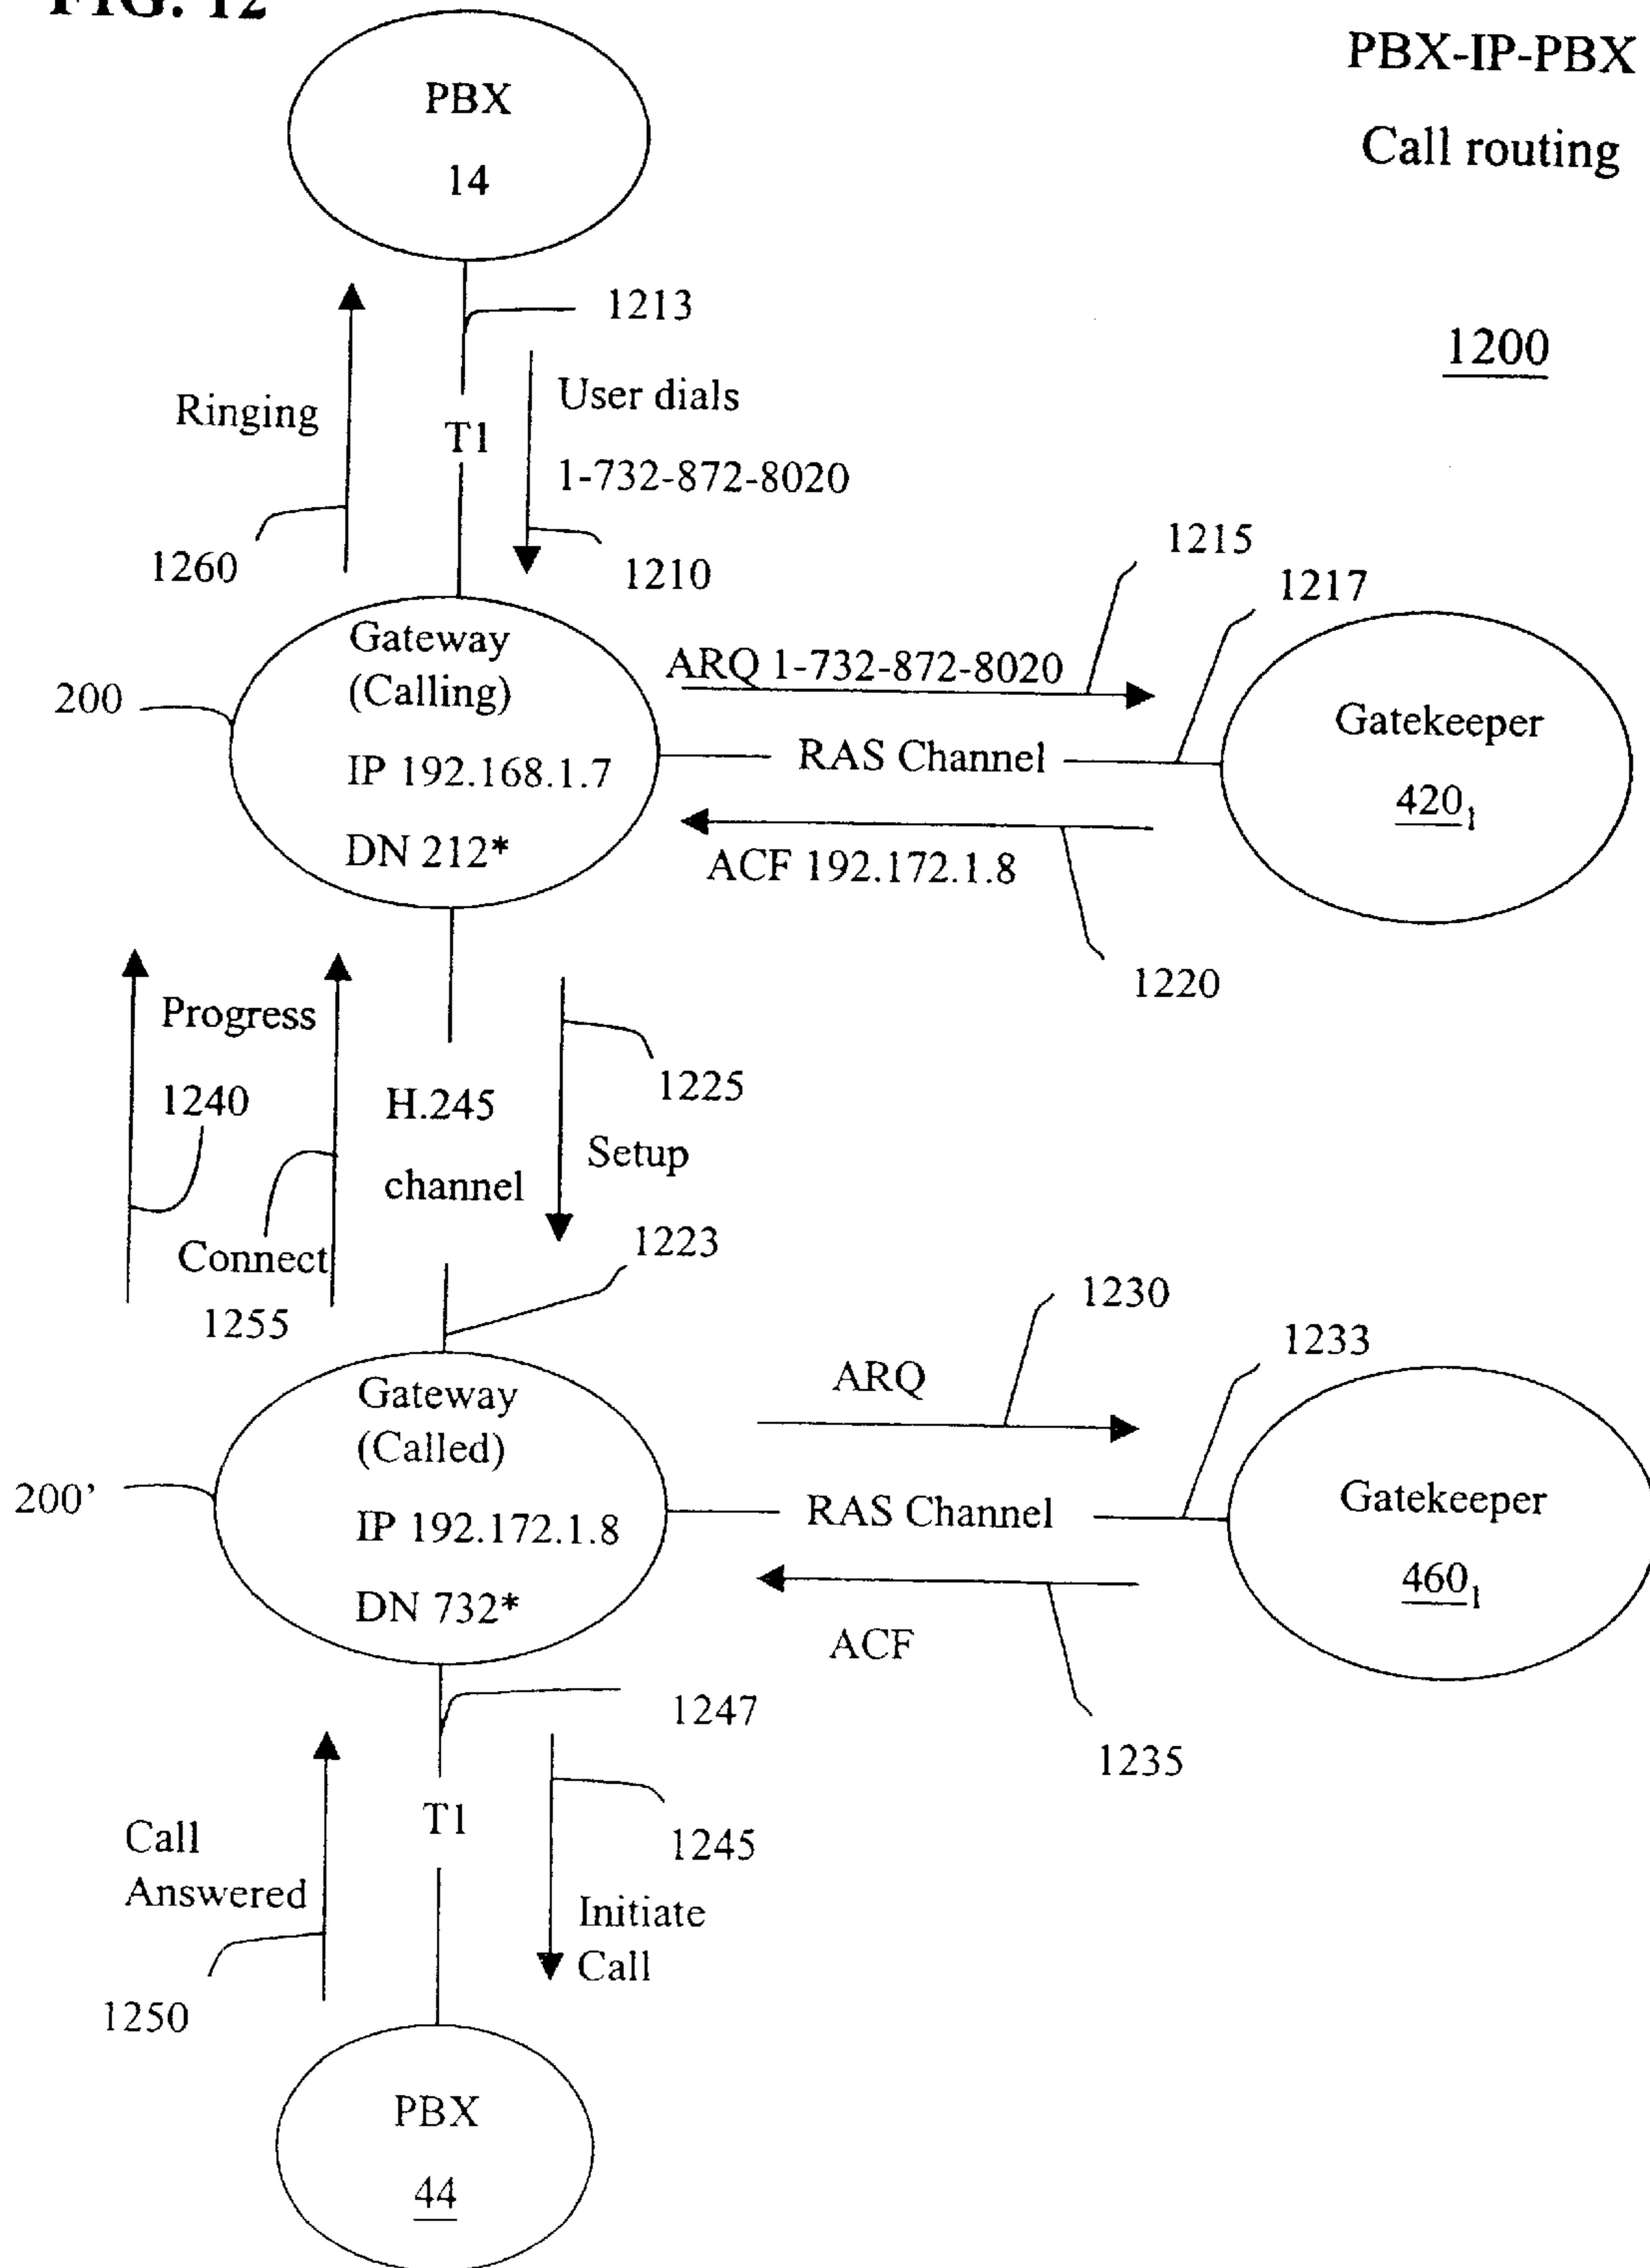 FIG. 12
PBX-IP-PBX
Call routing
1200
PBX
14
1213
Ringing
T1
User dials
1-732-872-8020
1260
1210
1215
1217
Gateway
(Calling)
IP 192.168.1.7
DN 212*
200
ARQ 1-732-872-8020
RAS Channel
ACF 192.172.1.8
Gatekeeper
420₁
1220
Progress
1240
H.245
channel
1225
Setup
Connect
1255
1223
1230
1233
Gateway
(Called)
IP 192.172.1.8
DN 732*
200’
ARQ
RAS Channel
ACF
Gatekeeper
460₁
1235
1247
T1
1245
Call
Answered
Initiate
Call
1250
PBX
44